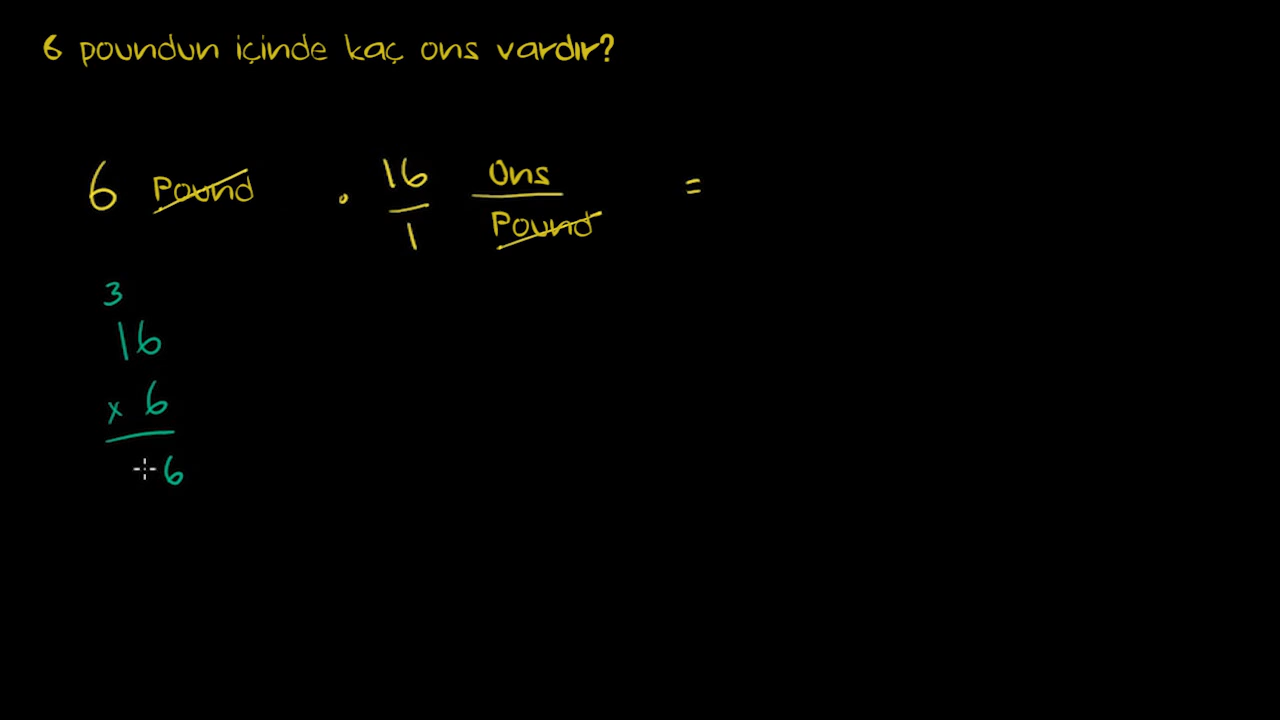 6 poundun içinde kaç ons vardır?
6 Pound · 16/1 Ons/Pound =
3
16
x 6
6